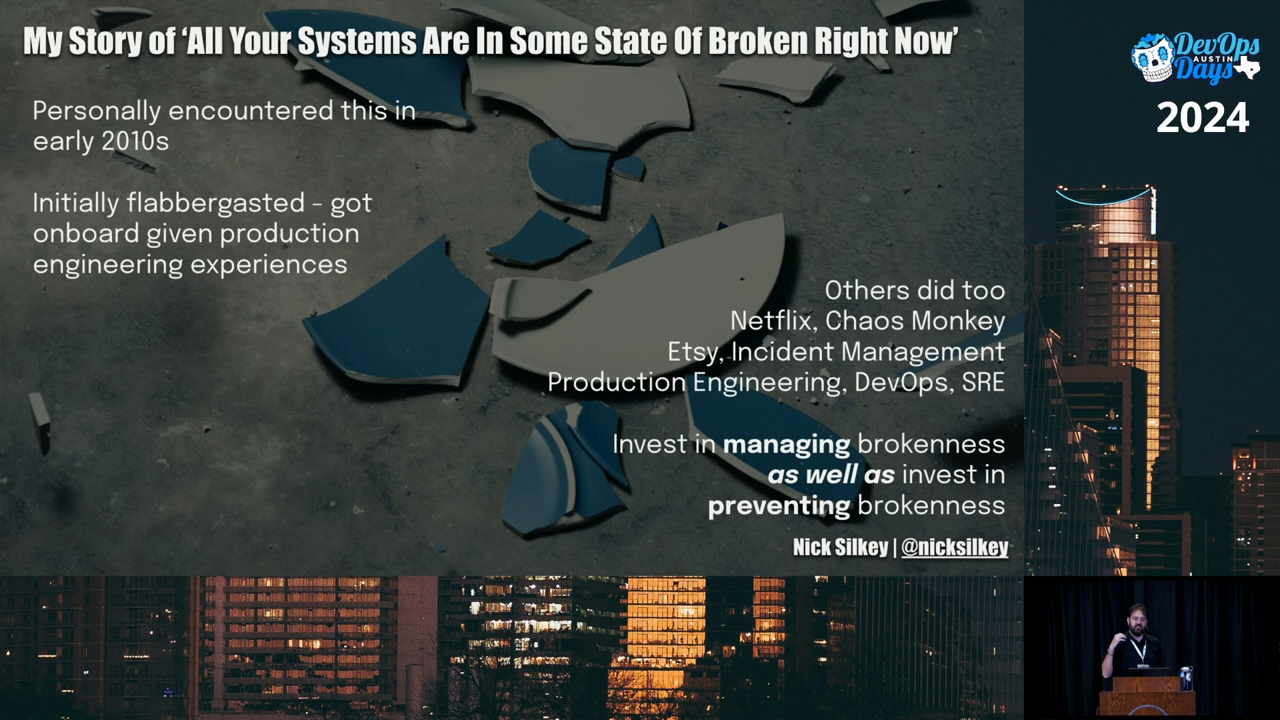 My Story of ‘All Your Systems Are In Some State Of Broken Right Now’
Personally encountered this in
early 2010s
Initially flabbergasted - got
onboard given production
engineering experiences
Others did too
Netflix, Chaos Monkey
Etsy, Incident Management
Production Engineering, DevOps, SRE
Invest in managing brokenness
as well as invest in
preventing brokenness
Nick Silkey | @nicksilkey
DevOps
AUSTIN
Days
2024